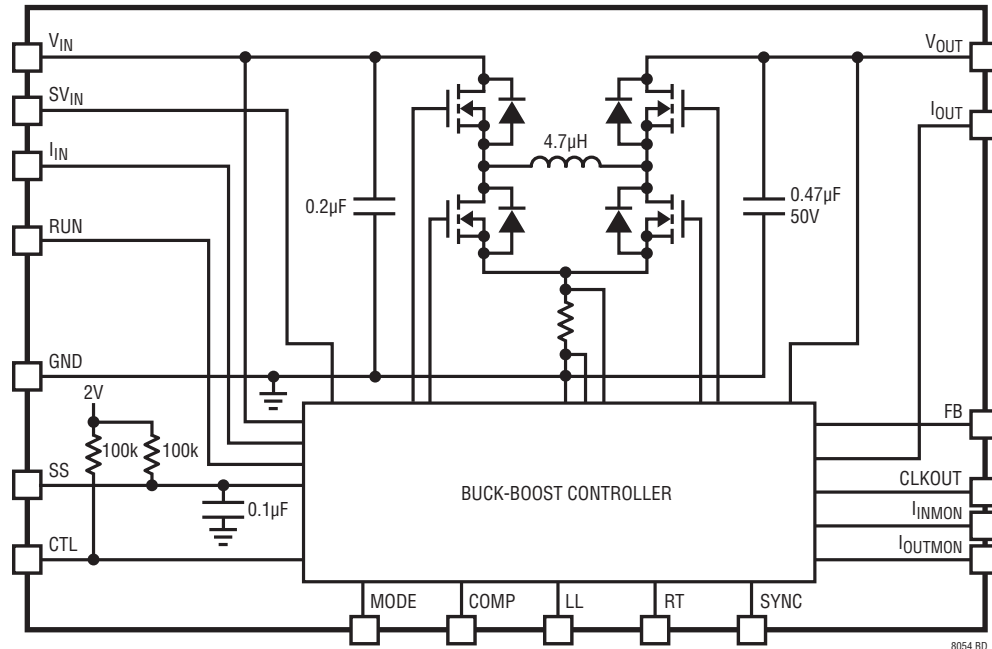 VIN
VOUT
SVIN
IOUT
IIN
4.7µH
0.2µF
0.47µF
50V
RUN
GND
2V
FB
100k
100k
SS
CLKOUT
BUCK-BOOST CONTROLLER
0.1µF
IINMON
CTL
IOUTMON
MODE
COMP
LL
RT
SYNC
8054 BD